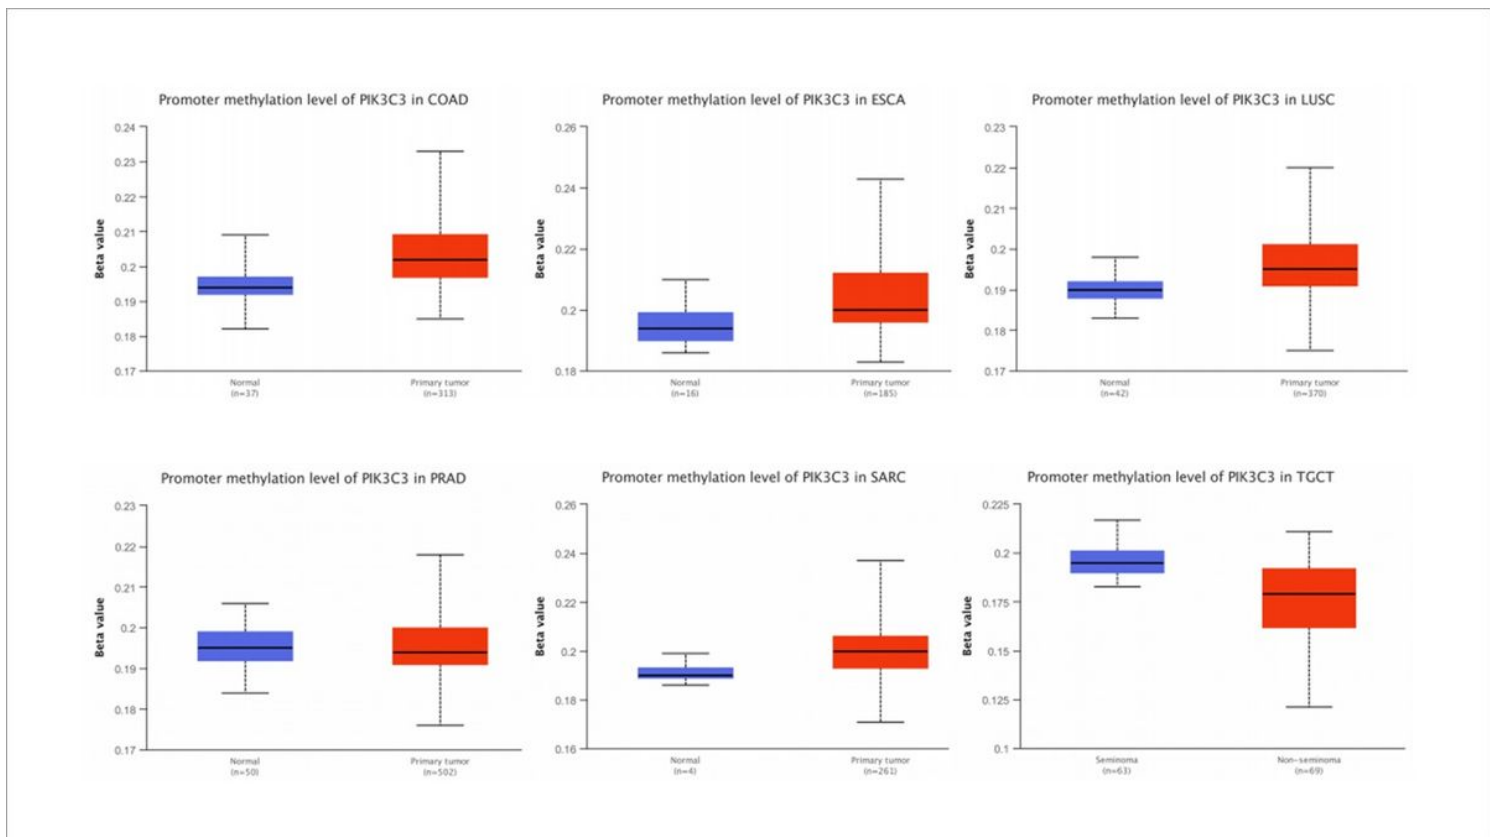 Promoter methylation level of PIK3C3 in COAD
0.24
0.23
0.22
0.21
0.2
0.19
0.18
0.17
Beta value
Normal
(n=37)
Primary tumor
(n=313)
Promoter methylation level of PIK3C3 in ESCA
0.26
0.24
0.22
0.2
0.18
Beta value
Normal
(n=16)
Primary tumor
(n=185)
Promoter methylation level of PIK3C3 in LUSC
0.23
0.22
0.21
0.2
0.19
0.18
0.17
Beta value
Normal
(n=42)
Primary tumor
(n=370)
Promoter methylation level of PIK3C3 in PRAD
0.23
0.22
0.21
0.2
0.19
0.18
0.17
Beta value
Normal
(n=50)
Primary tumor
(n=502)
Promoter methylation level of PIK3C3 in SARC
0.26
0.24
0.22
0.2
0.18
0.16
Beta value
Normal
(n=4)
Primary tumor
(n=261)
Promoter methylation level of PIK3C3 in TGCT
0.225
0.2
0.175
0.15
0.125
0.1
Beta value
Seminoma
(n=63)
Non-seminoma
(n=69)